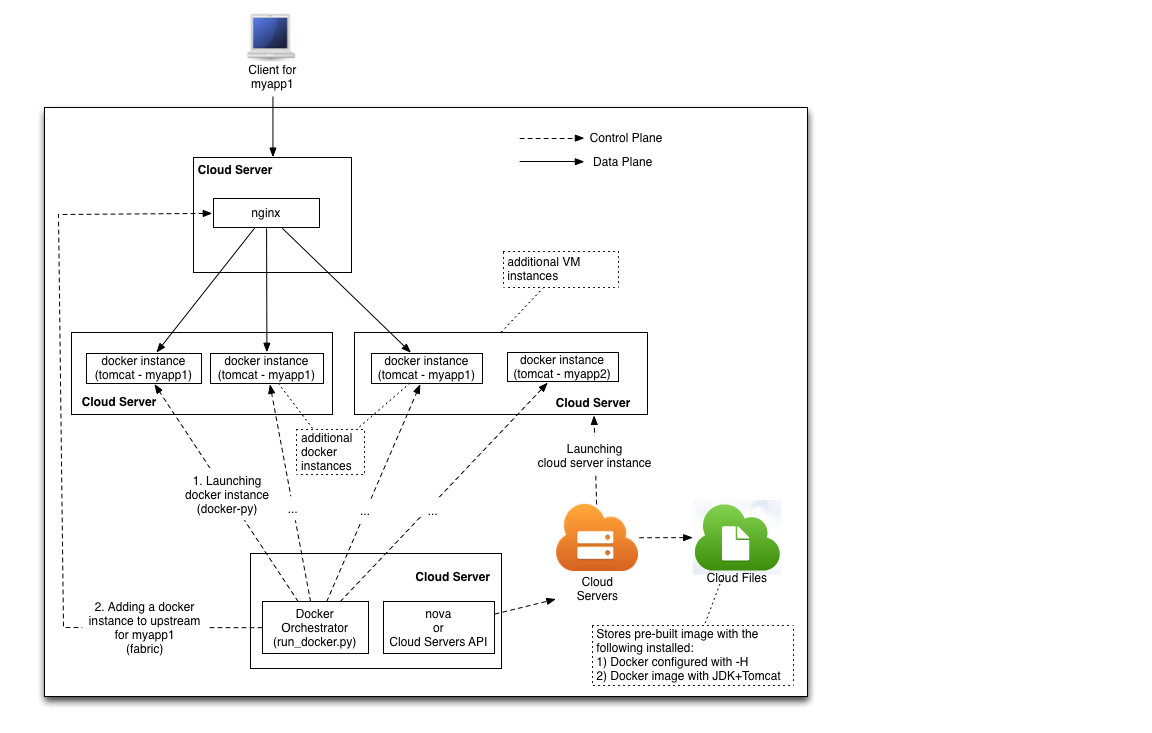 Client for
myapp1
Control Plane
Data Plane
Cloud Server
nginx
additional VM
instances
docker instance
(tomcat - myapp1)
docker instance
(tomcat - myapp1)
docker instance
(tomcat - myapp1)
docker instance
(tomcat - myapp2)
Cloud Server
Cloud Server
additional
docker
instances
Launching
cloud server instance
1. Launching
docker instance
(docker-py)
...
...
...
Cloud Server
Cloud
Servers
Cloud Files
2. Adding a docker
instance to upstream
for myapp1
(fabric)
Docker
Orchestrator
(run_docker.py)
nova
or
Cloud Servers API
Stores pre-built image with the
following installed:
1) Docker configured with -H
2) Docker image with JDK+Tomcat